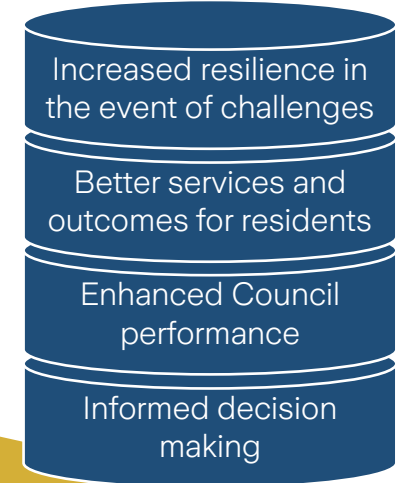 Increased resilience in
the event of challenges
Better services and
outcomes for residents
Enhanced Council
performance
Informed decision
making